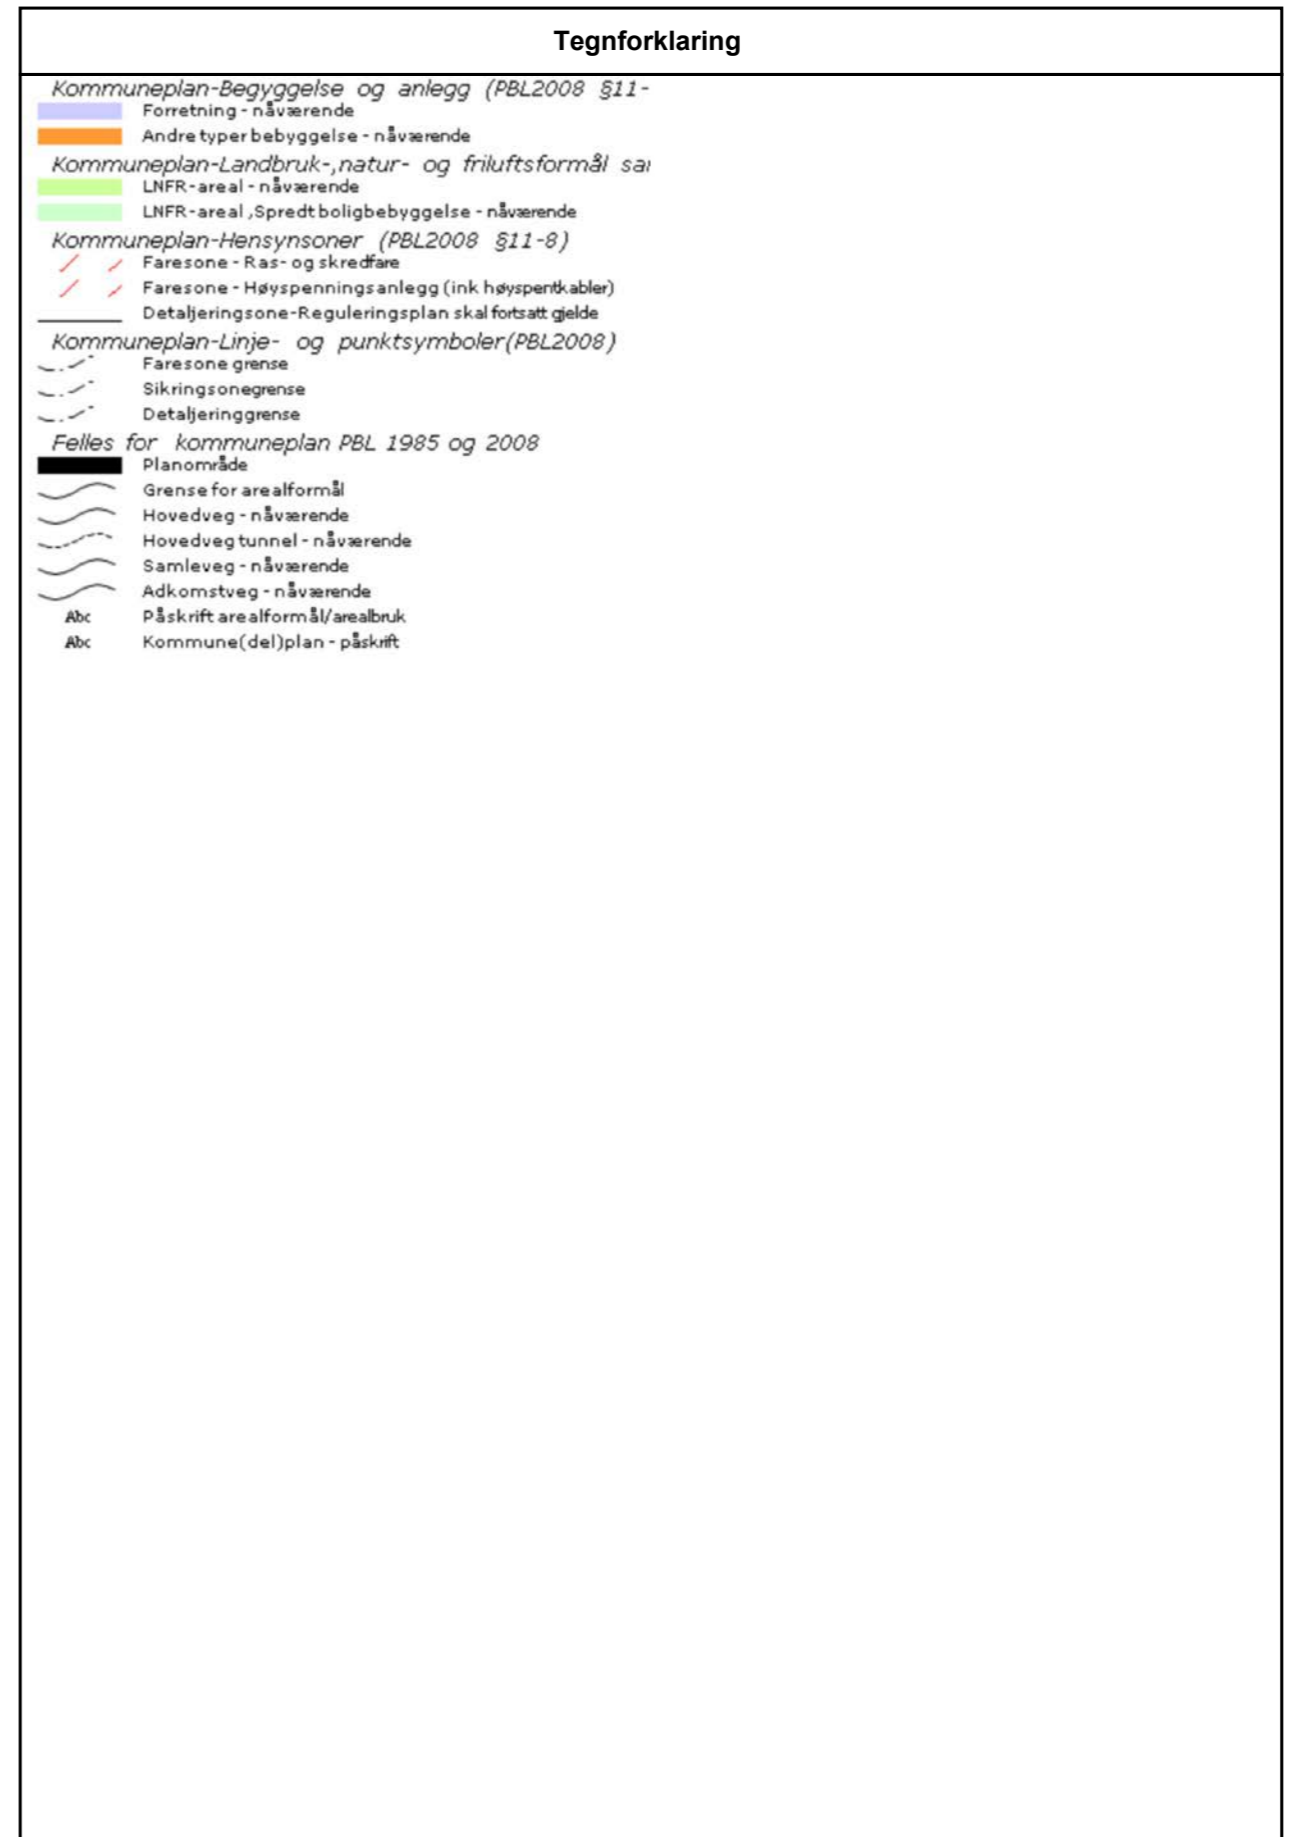 Tegnforklaring
Kommuneplan-Begyggelse og anlegg (PBL2008 §11-
Forretning - nåværende
Andre typer bebyggelse - nåværende
Kommuneplan-Landbruk-,natur- og friluftsformål sar
LNFR-areal - nåværende
LNFR-areal ,Spredt boligbebyggelse - nåværende
Kommuneplan-Hensynsoner (PBL2008 §11-8)
Faresone - Ras- og skredfare
Faresone - Høyspenningsanlegg (ink høyspentkabler)
Detaljeringsone-Reguleringsplan skal fortsatt gjelde
Kommuneplan-Linje- og punktsymboler(PBL2008)
Faresone grense
Sikringsonegrense
Detaljeringgrense
Felles for kommuneplan PBL 1985 og 2008
Planområde
Grense for arealformål
Hovedveg - nåværende
Hovedveg tunnel - nåværende
Samleveg - nåværende
Adkomstveg - nåværende
Abc Påskrift arealformål/arealbruk
Abc Kommune(del)plan - påskrift